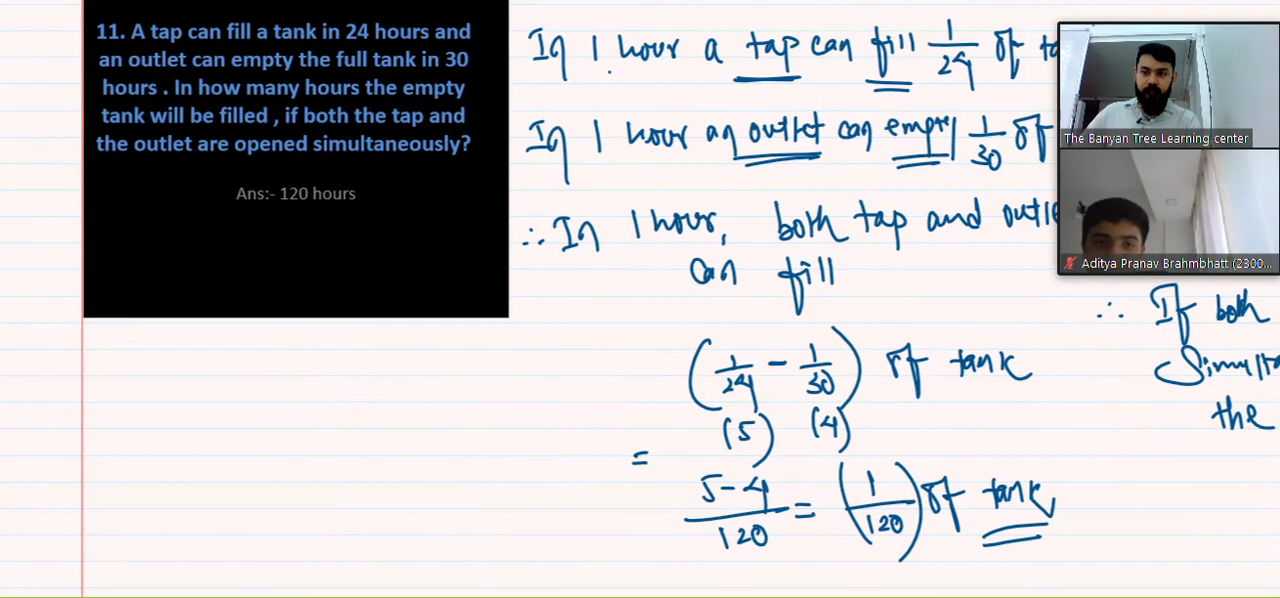 11. A tap can fill a tank in 24 hours and
an outlet can empty the full tank in 30
hours . In how many hours the empty
tank will be filled , if both the tap and
the outlet are opened simultaneously?
Ans:- 120 hours
In 1 hour a tap can fill 1/24 of
In 1 hour an outlet can empty 1/30 of
∴ In 1 hour, both tap and
can fill
(1/24 - 1/30) of tank
(5) (4)
= 5-4/120 = (1/120) of tank
∴ If both
the
The Banyan Tree Learning center
Aditya Pranav Brahmbhatt (2300...